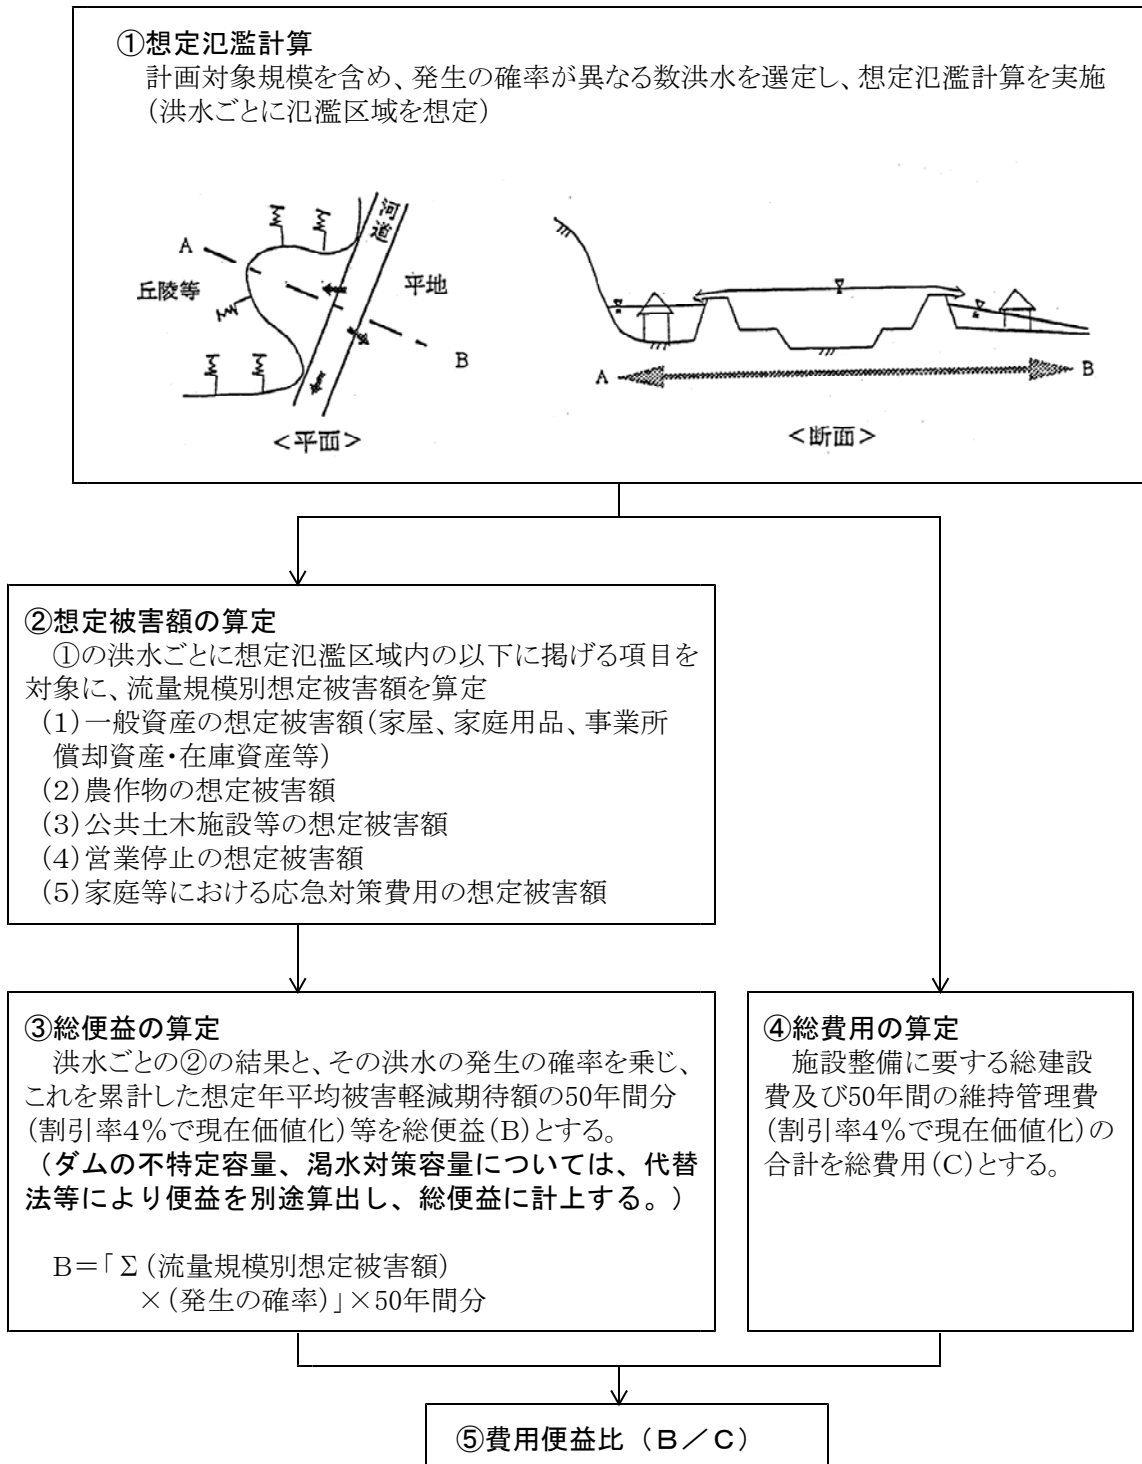 ①想定氾濫計算
計画対象規模を含め、発生の確率が異なる数洪水を選定し、想定氾濫計算を実施
(洪水ごとに氾濫区域を想定)
河道
A
丘陵等
平地
B
<平面>
A
B
<断面>
②想定被害額の算定
①の洪水ごとに想定氾濫区域内の以下に掲げる項目を
対象に、流量規模別想定被害額を算定
(1)一般資産の想定被害額(家屋、家庭用品、事業所
償却資産・在庫資産等)
(2)農作物の想定被害額
(3)公共土木施設等の想定被害額
(4)営業停止の想定被害額
(5)家庭等における応急対策費用の想定被害額
③総便益の算定
洪水ごとの②の結果と、その洪水の発生の確率を乗じ、
これを累計した想定年平均被害軽減期待額の50年間分
(割引率4%で現在価値化)等を総便益(B)とする。
(ダムの不特定容量、渇水対策容量については、代替
法等により便益を別途算出し、総便益に計上する。)
B=「Σ(流量規模別想定被害額)
×(発生の確率)」×50年間分
④総費用の算定
施設整備に要する総建設
費及び50年間の維持管理費
(割引率4%で現在価値化)の
合計を総費用(C)とする。
⑤費用便益比(B/C)